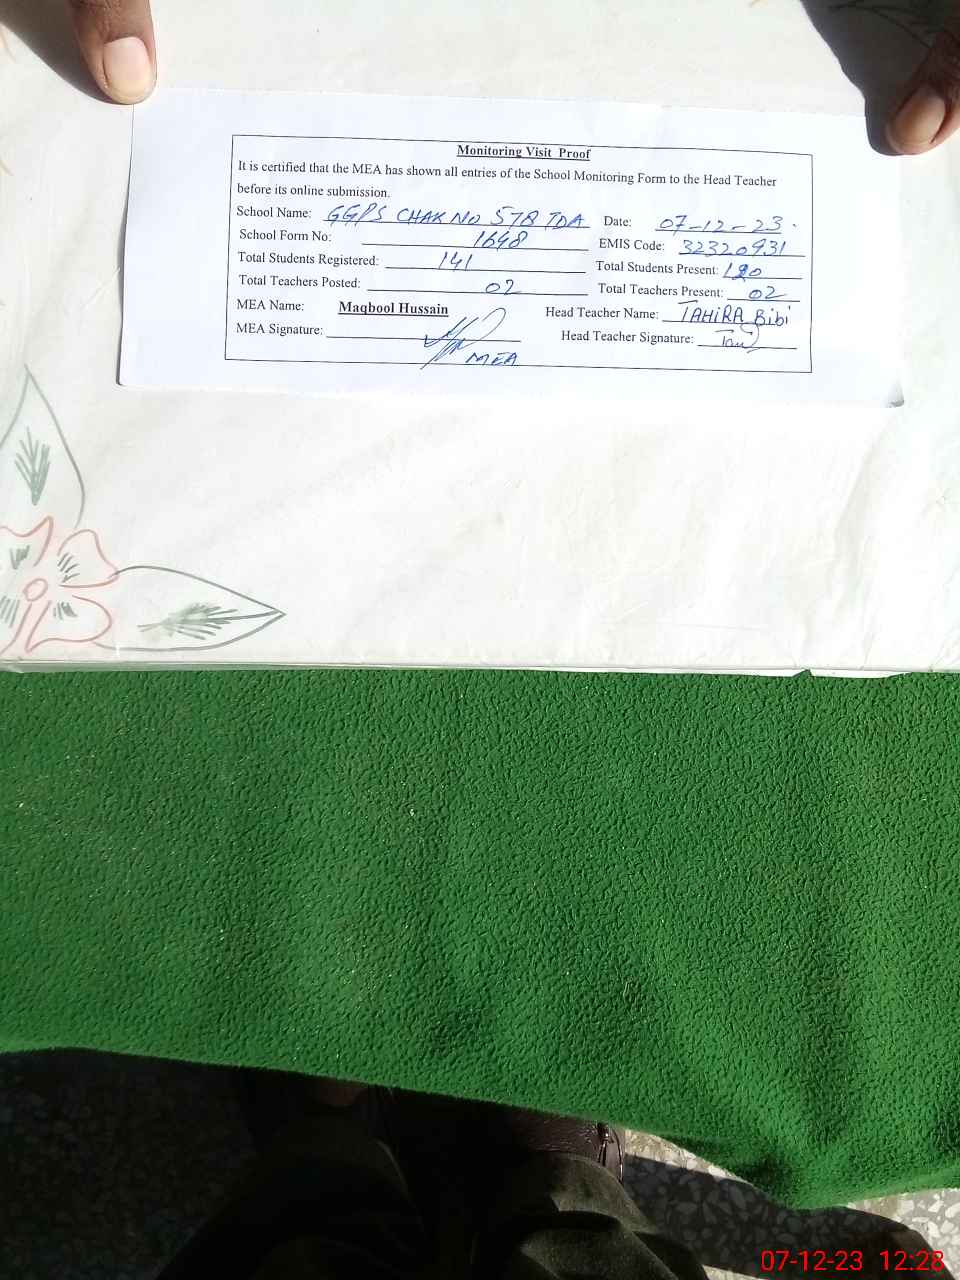 Monitoring Visit Proof
It is certified that the MEA has shown all entries of the School Monitoring Form to the Head Teacher
before its online submission.
School Name: GGPS CHAK NO 57B TDA Date: 07-12-23.
School Form No: 1648 EMIS Code: 32320931
Total Students Registered: 141 Total Students Present:
Total Teachers Posted: 02 Total Teachers Present: 02
MEA Name: Maqbool Hussain Head Teacher Name: TAHIRA Bibi
MEA Signature: Head Teacher Signature:
MEA
07-12-23 12:28